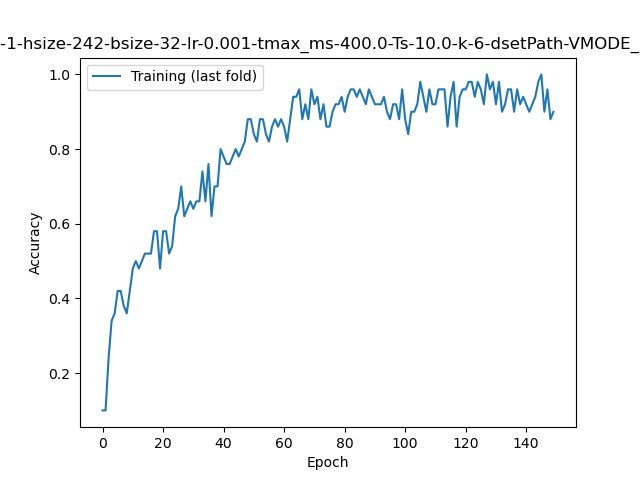 -1-hsize-242-bsize-32-lr-0.001-tmax_ms-400.0-Ts-10.0-k-6-dsetPath-VMODE_
Training (last fold)
1.0
0.8
0.6
0.4
0.2
Accuracy
0 20 40 60 80 100 120 140
Epoch